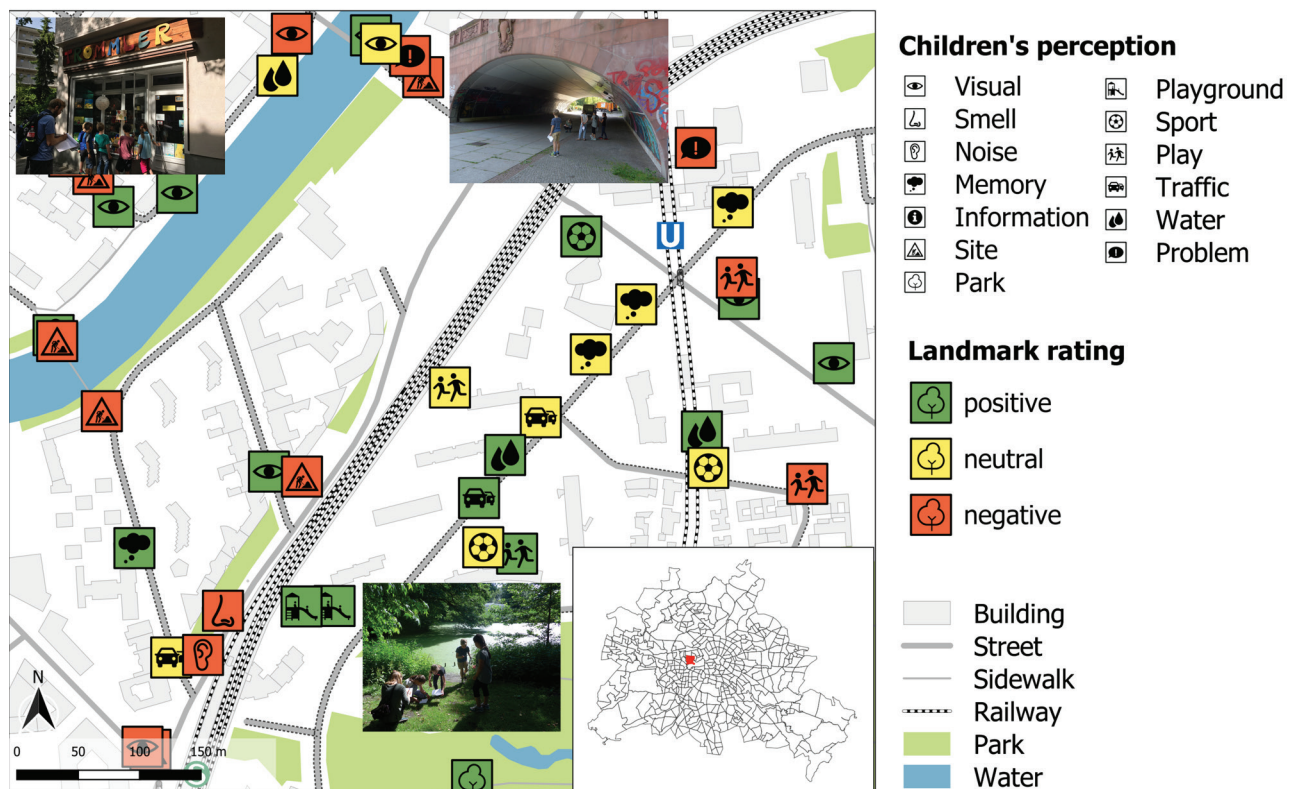 TROMMLER
U
N
0 50 100 150 m
Children's perception
Visual
Smell
Noise
Memory
Information
Site
Park
Playground
Sport
Play
Traffic
Water
Problem
Landmark rating
positive
neutral
negative
Building
Street
Sidewalk
Railway
Park
Water